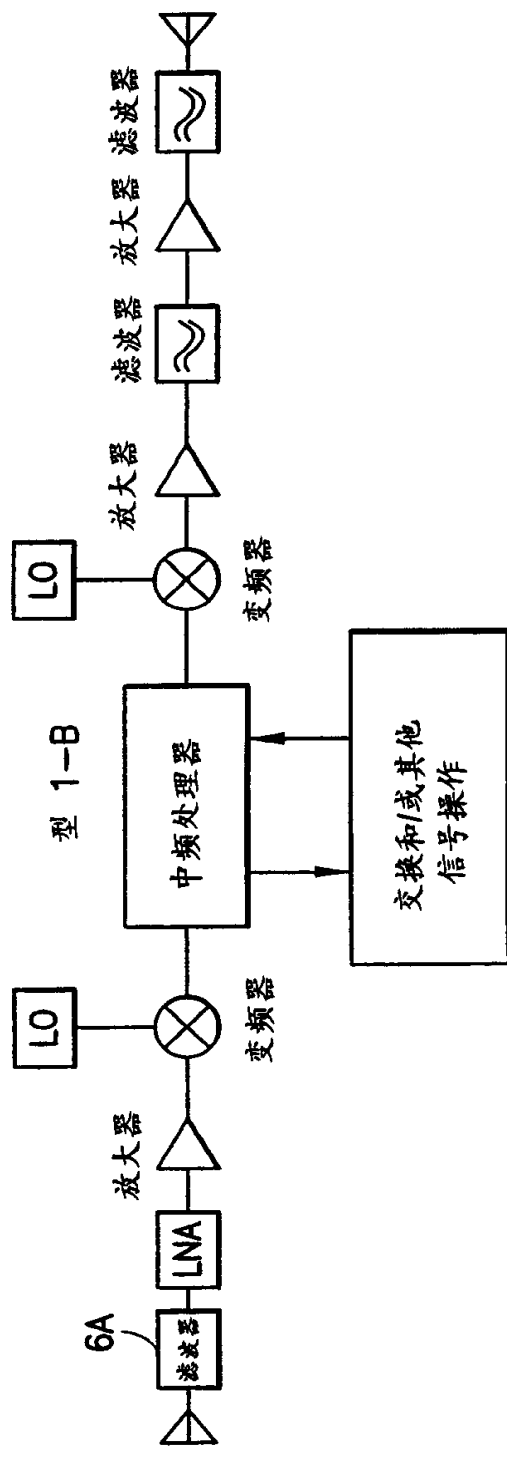 型 1-B
6A
滤波器
LNA
放大器
LO
变频器
中频处理器
交换和/或其他
信号操作
LO
变频器
放大器
滤波器
放大器
滤波器